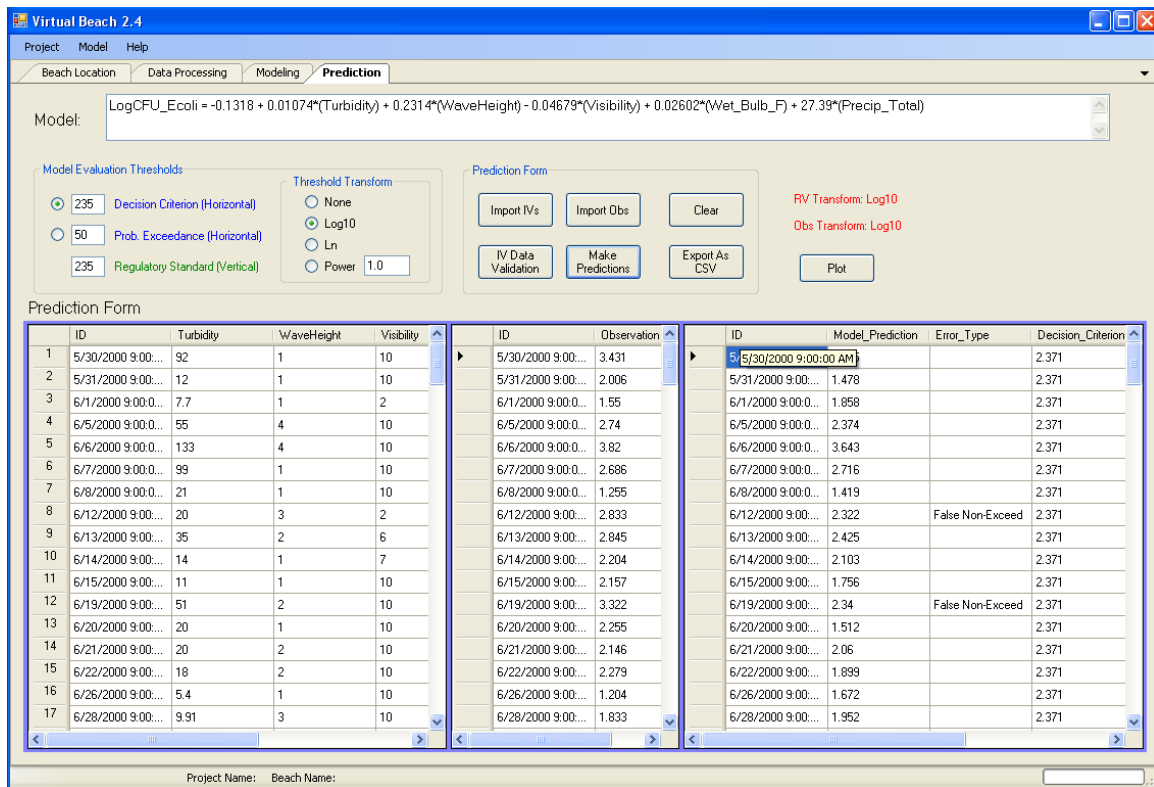 Virtual Beach 2.4
Project Model Help
Beach Location Data Processing Modeling Prediction
Model: LogCFU_Ecoli = -0.1318 + 0.01074*(Turbidity) + 0.2314*(WaveHeight) - 0.04679*(Visibility) + 0.02602*(Wet_Bulb_F) + 27.39*(Precip_Total)
Model Evaluation Thresholds
235 Decision Criterion (Horizontal)
50 Prob. Exceedance (Horizontal)
235 Regulatory Standard (Vertical)
Threshold Transform
None
Log10
Ln
Power 1.0
Prediction Form
Import IVs Import Obs Clear
IV Data Validation Make Predictions Export As CSV
RV Transform: Log10
Obs Transform: Log10
Plot
Prediction Form
ID Turbidity WaveHeight Visibility ID Observation ID Model_Prediction Error_Type Decision_Criterion
1 5/30/2000 9:00:... 92 1 10 5/30/2000 9:00:... 3.431 5/30/2000 9:00:00 AM 2.371
2 5/31/2000 9:00:... 12 1 10 5/31/2000 9:00:... 2.006 5/31/2000 9:00:... 1.478 2.371
3 6/1/2000 9:00:0... 7.7 1 2 6/1/2000 9:00:0... 1.55 6/1/2000 9:00:0... 1.858 2.371
4 6/5/2000 9:00:0... 55 4 10 6/5/2000 9:00:0... 2.74 6/5/2000 9:00:0... 2.374 2.371
5 6/6/2000 9:00:0... 133 4 10 6/6/2000 9:00:0... 3.82 6/6/2000 9:00:0... 3.643 2.371
6 6/7/2000 9:00:0... 99 1 10 6/7/2000 9:00:0... 2.686 6/7/2000 9:00:0... 2.716 2.371
7 6/8/2000 9:00:0... 21 1 10 6/8/2000 9:00:0... 1.255 6/8/2000 9:00:0... 1.419 2.371
8 6/12/2000 9:00:... 20 3 2 6/12/2000 9:00:... 2.833 6/12/2000 9:00:... 2.322 False Non-Exceed 2.371
9 6/13/2000 9:00:... 35 2 6 6/13/2000 9:00:... 2.845 6/13/2000 9:00:... 2.425 2.371
10 6/14/2000 9:00:... 14 1 7 6/14/2000 9:00:... 2.204 6/14/2000 9:00:... 2.103 2.371
11 6/15/2000 9:00:... 11 1 10 6/15/2000 9:00:... 2.157 6/15/2000 9:00:... 1.756 2.371
12 6/19/2000 9:00:... 51 2 10 6/19/2000 9:00:... 3.322 6/19/2000 9:00:... 2.34 False Non-Exceed 2.371
13 6/20/2000 9:00:... 20 1 10 6/20/2000 9:00:... 2.255 6/20/2000 9:00:... 1.512 2.371
14 6/21/2000 9:00:... 20 2 10 6/21/2000 9:00:... 2.146 6/21/2000 9:00:... 2.06 2.371
15 6/22/2000 9:00:... 18 2 10 6/22/2000 9:00:... 2.279 6/22/2000 9:00:... 1.899 2.371
16 6/26/2000 9:00:... 5.4 1 10 6/26/2000 9:00:... 1.204 6/26/2000 9:00:... 1.672 2.371
17 6/28/2000 9:00:... 9.91 3 10 6/28/2000 9:00:... 1.833 6/28/2000 9:00:... 1.952 2.371
Project Name: Beach Name: